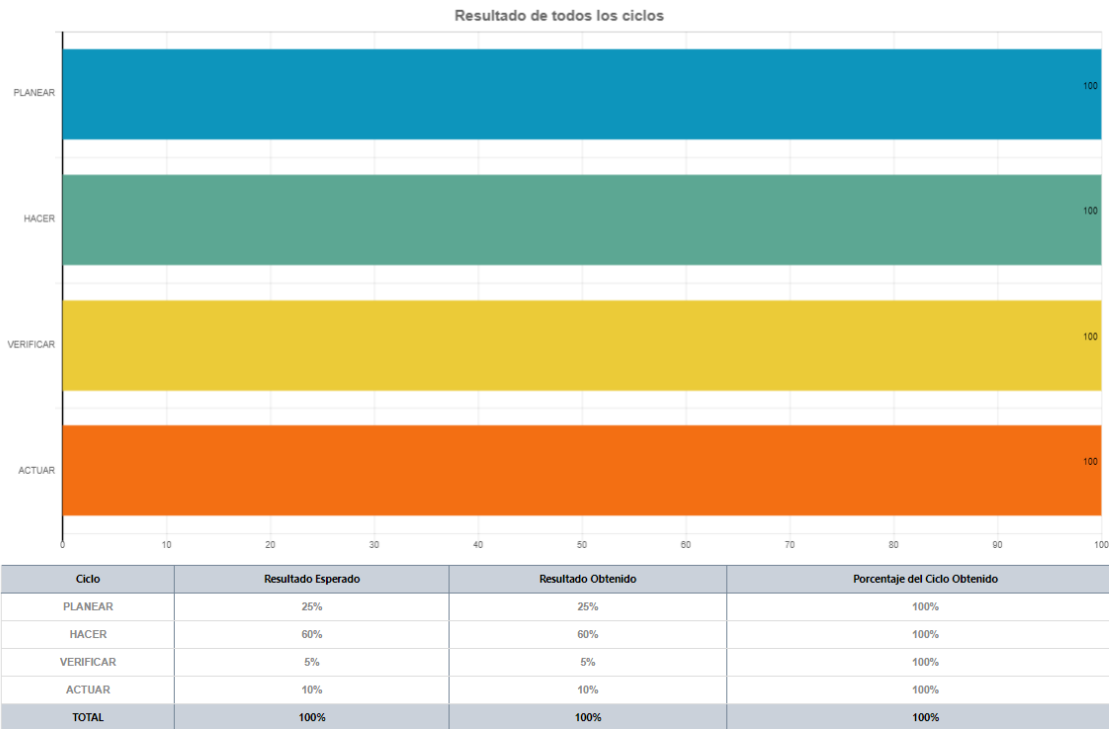 Resultado de todos los ciclos
PLANEAR 100
HACER 100
VERIFICAR 100
ACTUAR 100
0 10 20 30 40 50 60 70 80 90 100
Ciclo Resultado Esperado Resultado Obtenido Porcentaje del Ciclo Obtenido
PLANEAR 25% 25% 100%
HACER 60% 60% 100%
VERIFICAR 5% 5% 100%
ACTUAR 10% 10% 100%
TOTAL 100% 100% 100%